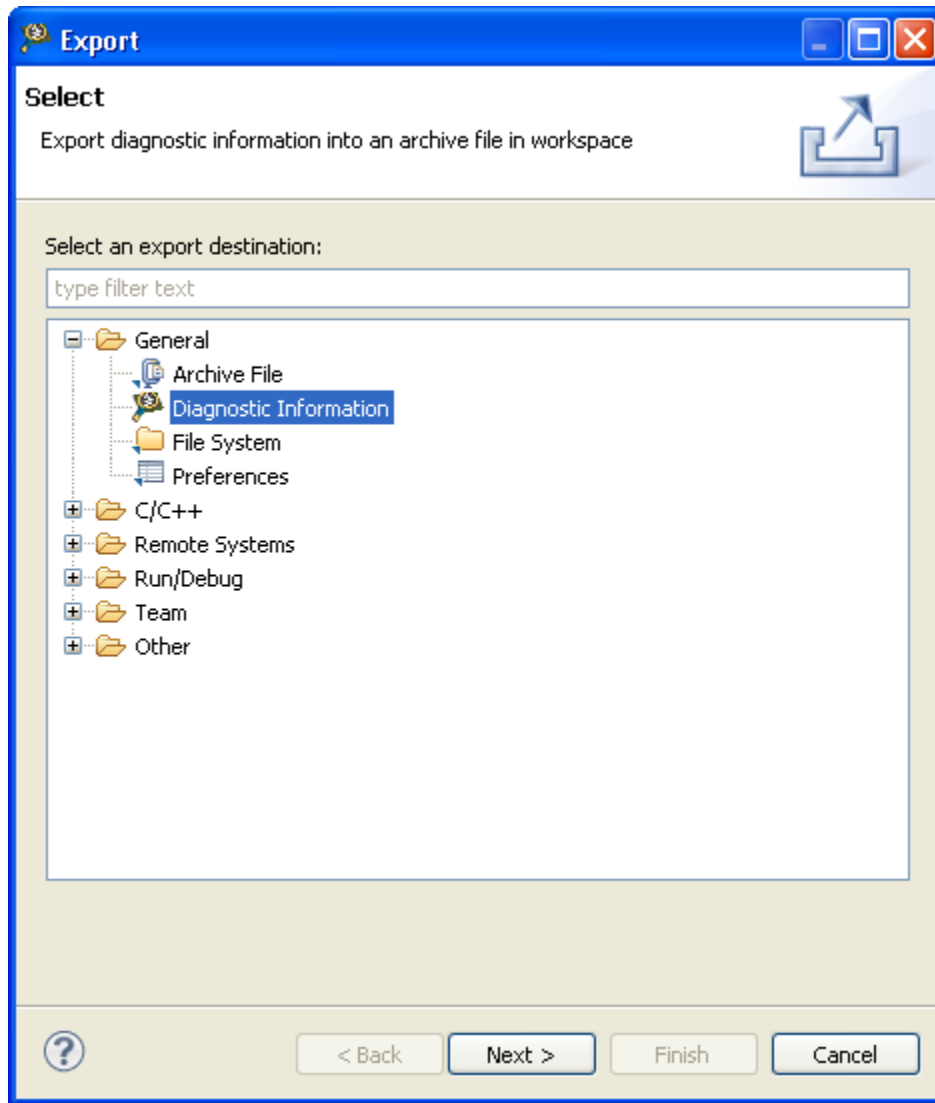 Export
Select
Export diagnostic information into an archive file in workspace
Select an export destination:
type filter text
General
Archive File
Diagnostic Information
File System
Preferences
C/C++
Remote Systems
Run/Debug
Team
Other
< Back Next > Finish Cancel